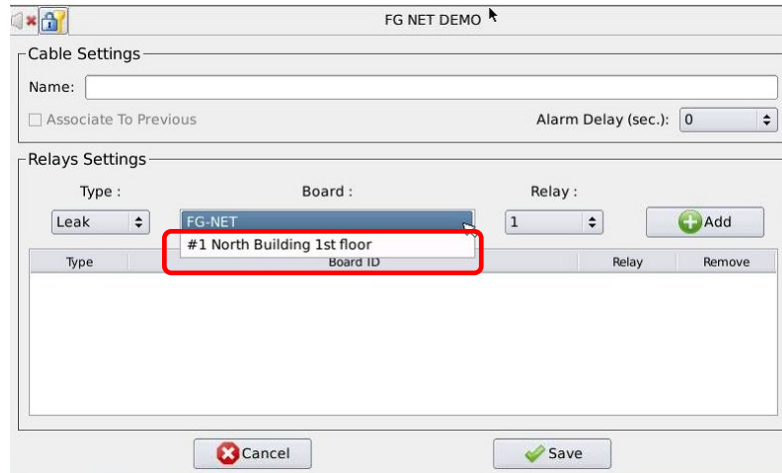 FG NET DEMO
Cable Settings
Name:
Associate To Previous Alarm Delay (sec.): 0
Relays Settings
Type : Board : Relay :
Leak FG-NET 1 Add
#1 North Building 1st floor
Type Board ID Relay Remove
Cancel Save